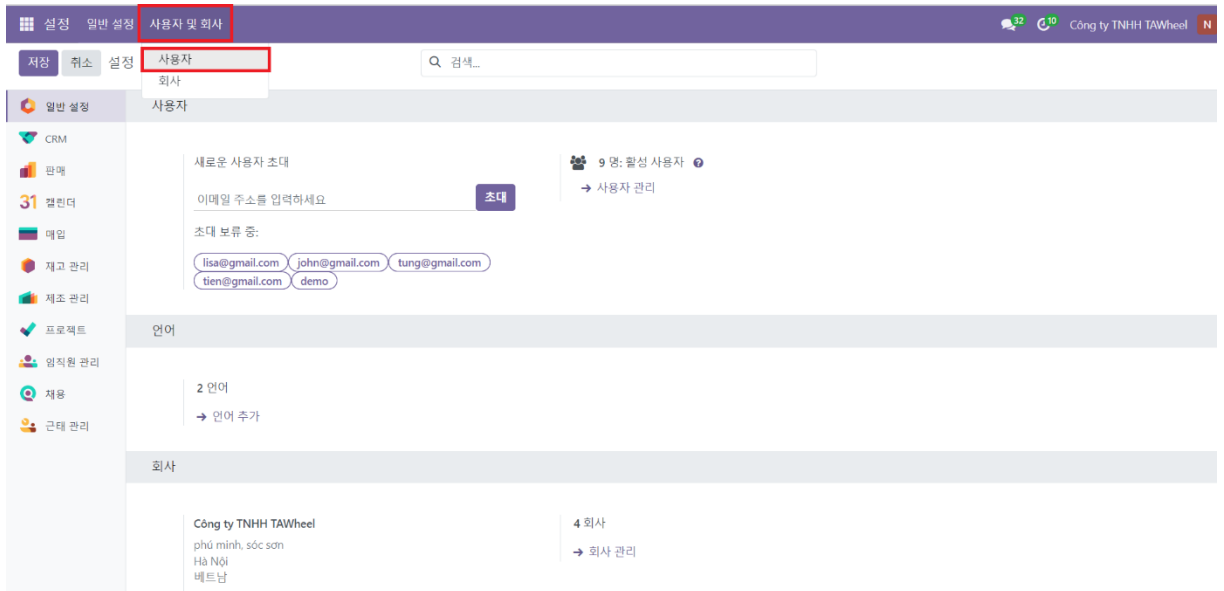 설정 일반 설정 사용자 및 회사 32 10 Công ty TNHH TAWheel N
저장 취소 설정 사용자 검색...
회사
일반 설정 사용자
CRM
새로운 사용자 초대 9 명: 활성 사용자 ?
판매
이메일 주소를 입력하세요 초대 → 사용자 관리
31 캘린더
매입 초대 보류 중:
재고 관리 lisa@gmail.com john@gmail.com tung@gmail.com
tien@gmail.com demo
제조 관리
프로젝트 언어
임직원 관리
채용 2 언어
근태 관리 → 언어 추가
회사
Công ty TNHH TAWheel 4 회사
phú minh, sóc sơn → 회사 관리
Hà Nội
베트남